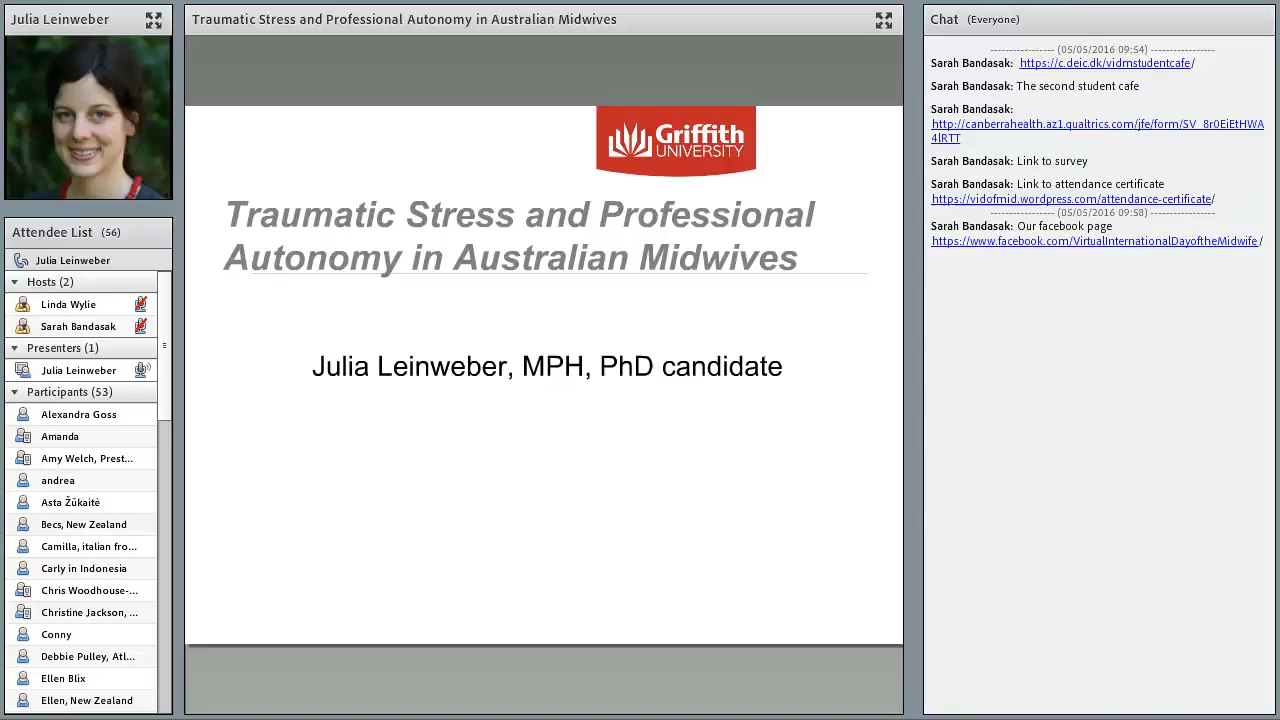 Julia Leinweber
Attendee List (56)
Julia Leinweber
Hosts (2)
Linda Wylie
Sarah Bandasak
Presenters (1)
Julia Leinweber
Participants (53)
Alexandra Goss
Amanda
Amy Welch, Prest...
andrea
Asta Žūkaitė
Becs, New Zealand
Camilla, italian fro...
Carly in Indonesia
Chris Woodhouse-...
Christine Jackson, ...
Conny
Debbie Pulley, Atl...
Ellen Blix
Ellen, New Zealand
Traumatic Stress and Professional Autonomy in Australian Midwives
Griffith
UNIVERSITY
Traumatic Stress and Professional
Autonomy in Australian Midwives
Julia Leinweber, MPH, PhD candidate
Chat (Everyone)
----------------- (05/05/2016 09:54) -----------------
Sarah Bandasak: https://c.deic.dk/vidmstudentcafe/
Sarah Bandasak: The second student cafe
Sarah Bandasak:
http://canberrahealth.az1.qualtrics.com/jfe/form/SV_8r0EiEtHWA
4lRTT
Sarah Bandasak: Link to survey
Sarah Bandasak: Link to attendance certificate
https://vidofmid.wordpress.com/attendance-certificate/
----------------- (05/05/2016 09:58) -----------------
Sarah Bandasak: Our facebook page
https://www.facebook.com/VirtualInternationalDayoftheMidwife/